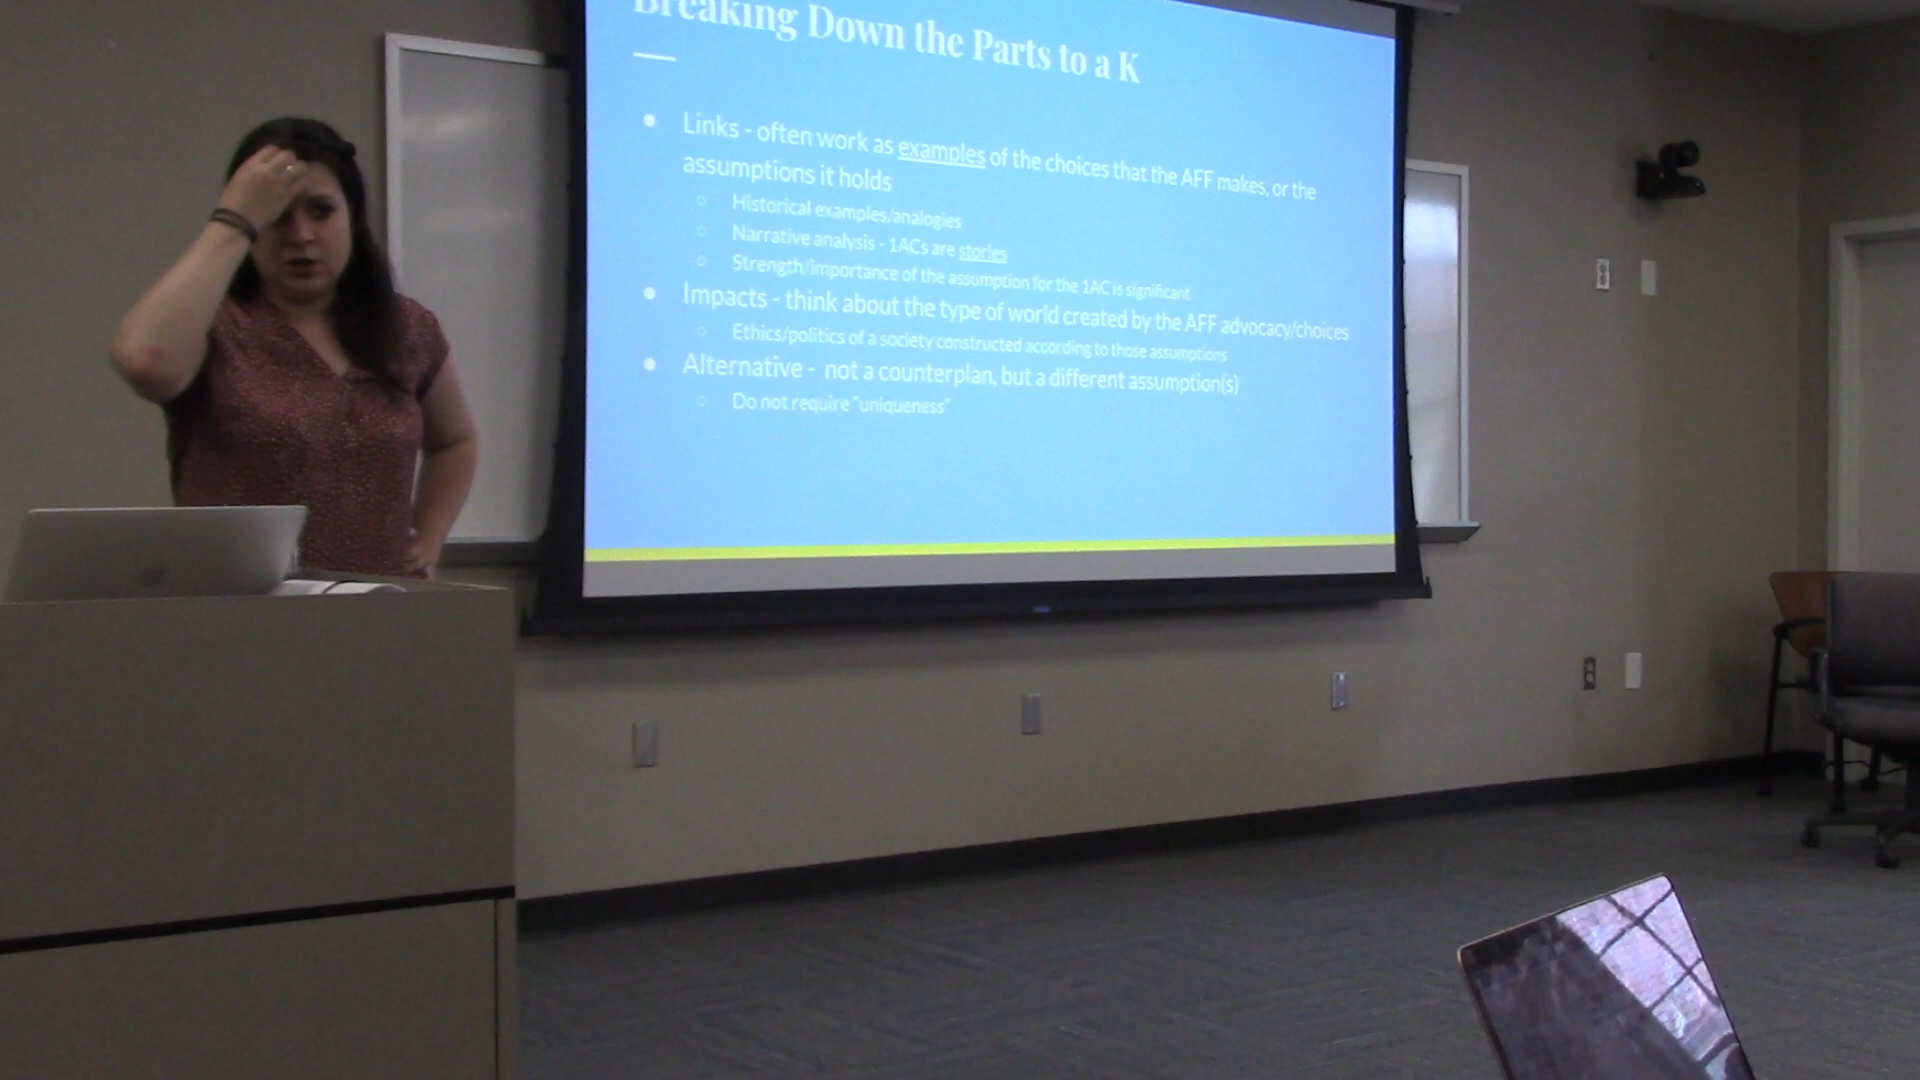 Breaking Down the Parts to a K
● Links - often work as examples of the choices that the AFF makes, or the
assumptions it holds
○ Historical examples/analogies
○ Narrative analysis - 1ACs are stories
○ Strength/importance of the assumption for the 1AC is significant
● Impacts - think about the type of world created by the AFF advocacy/choices
○ Ethics/politics of a society constructed according to those assumptions
● Alternative - not a counterplan, but a different assumption(s)
○ Do not require "uniqueness"